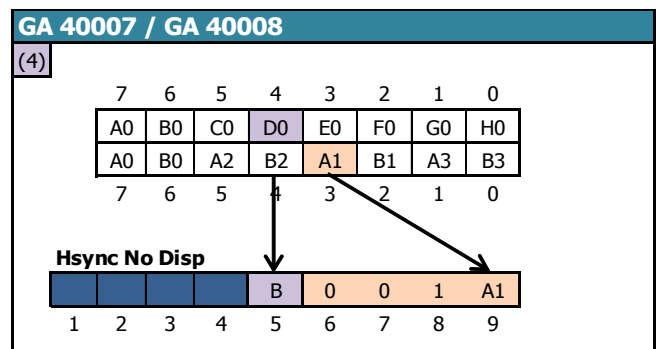 GA 40007 / GA 40008
(4)
7 6 5 4 3 2 1 0
A0 B0 C0 D0 E0 F0 G0 H0
A0 B0 A2 B2 A1 B1 A3 B3
7 6 5 4 3 2 1 0
Hsync No Disp
B 0 0 1 A1
1 2 3 4 5 6 7 8 9